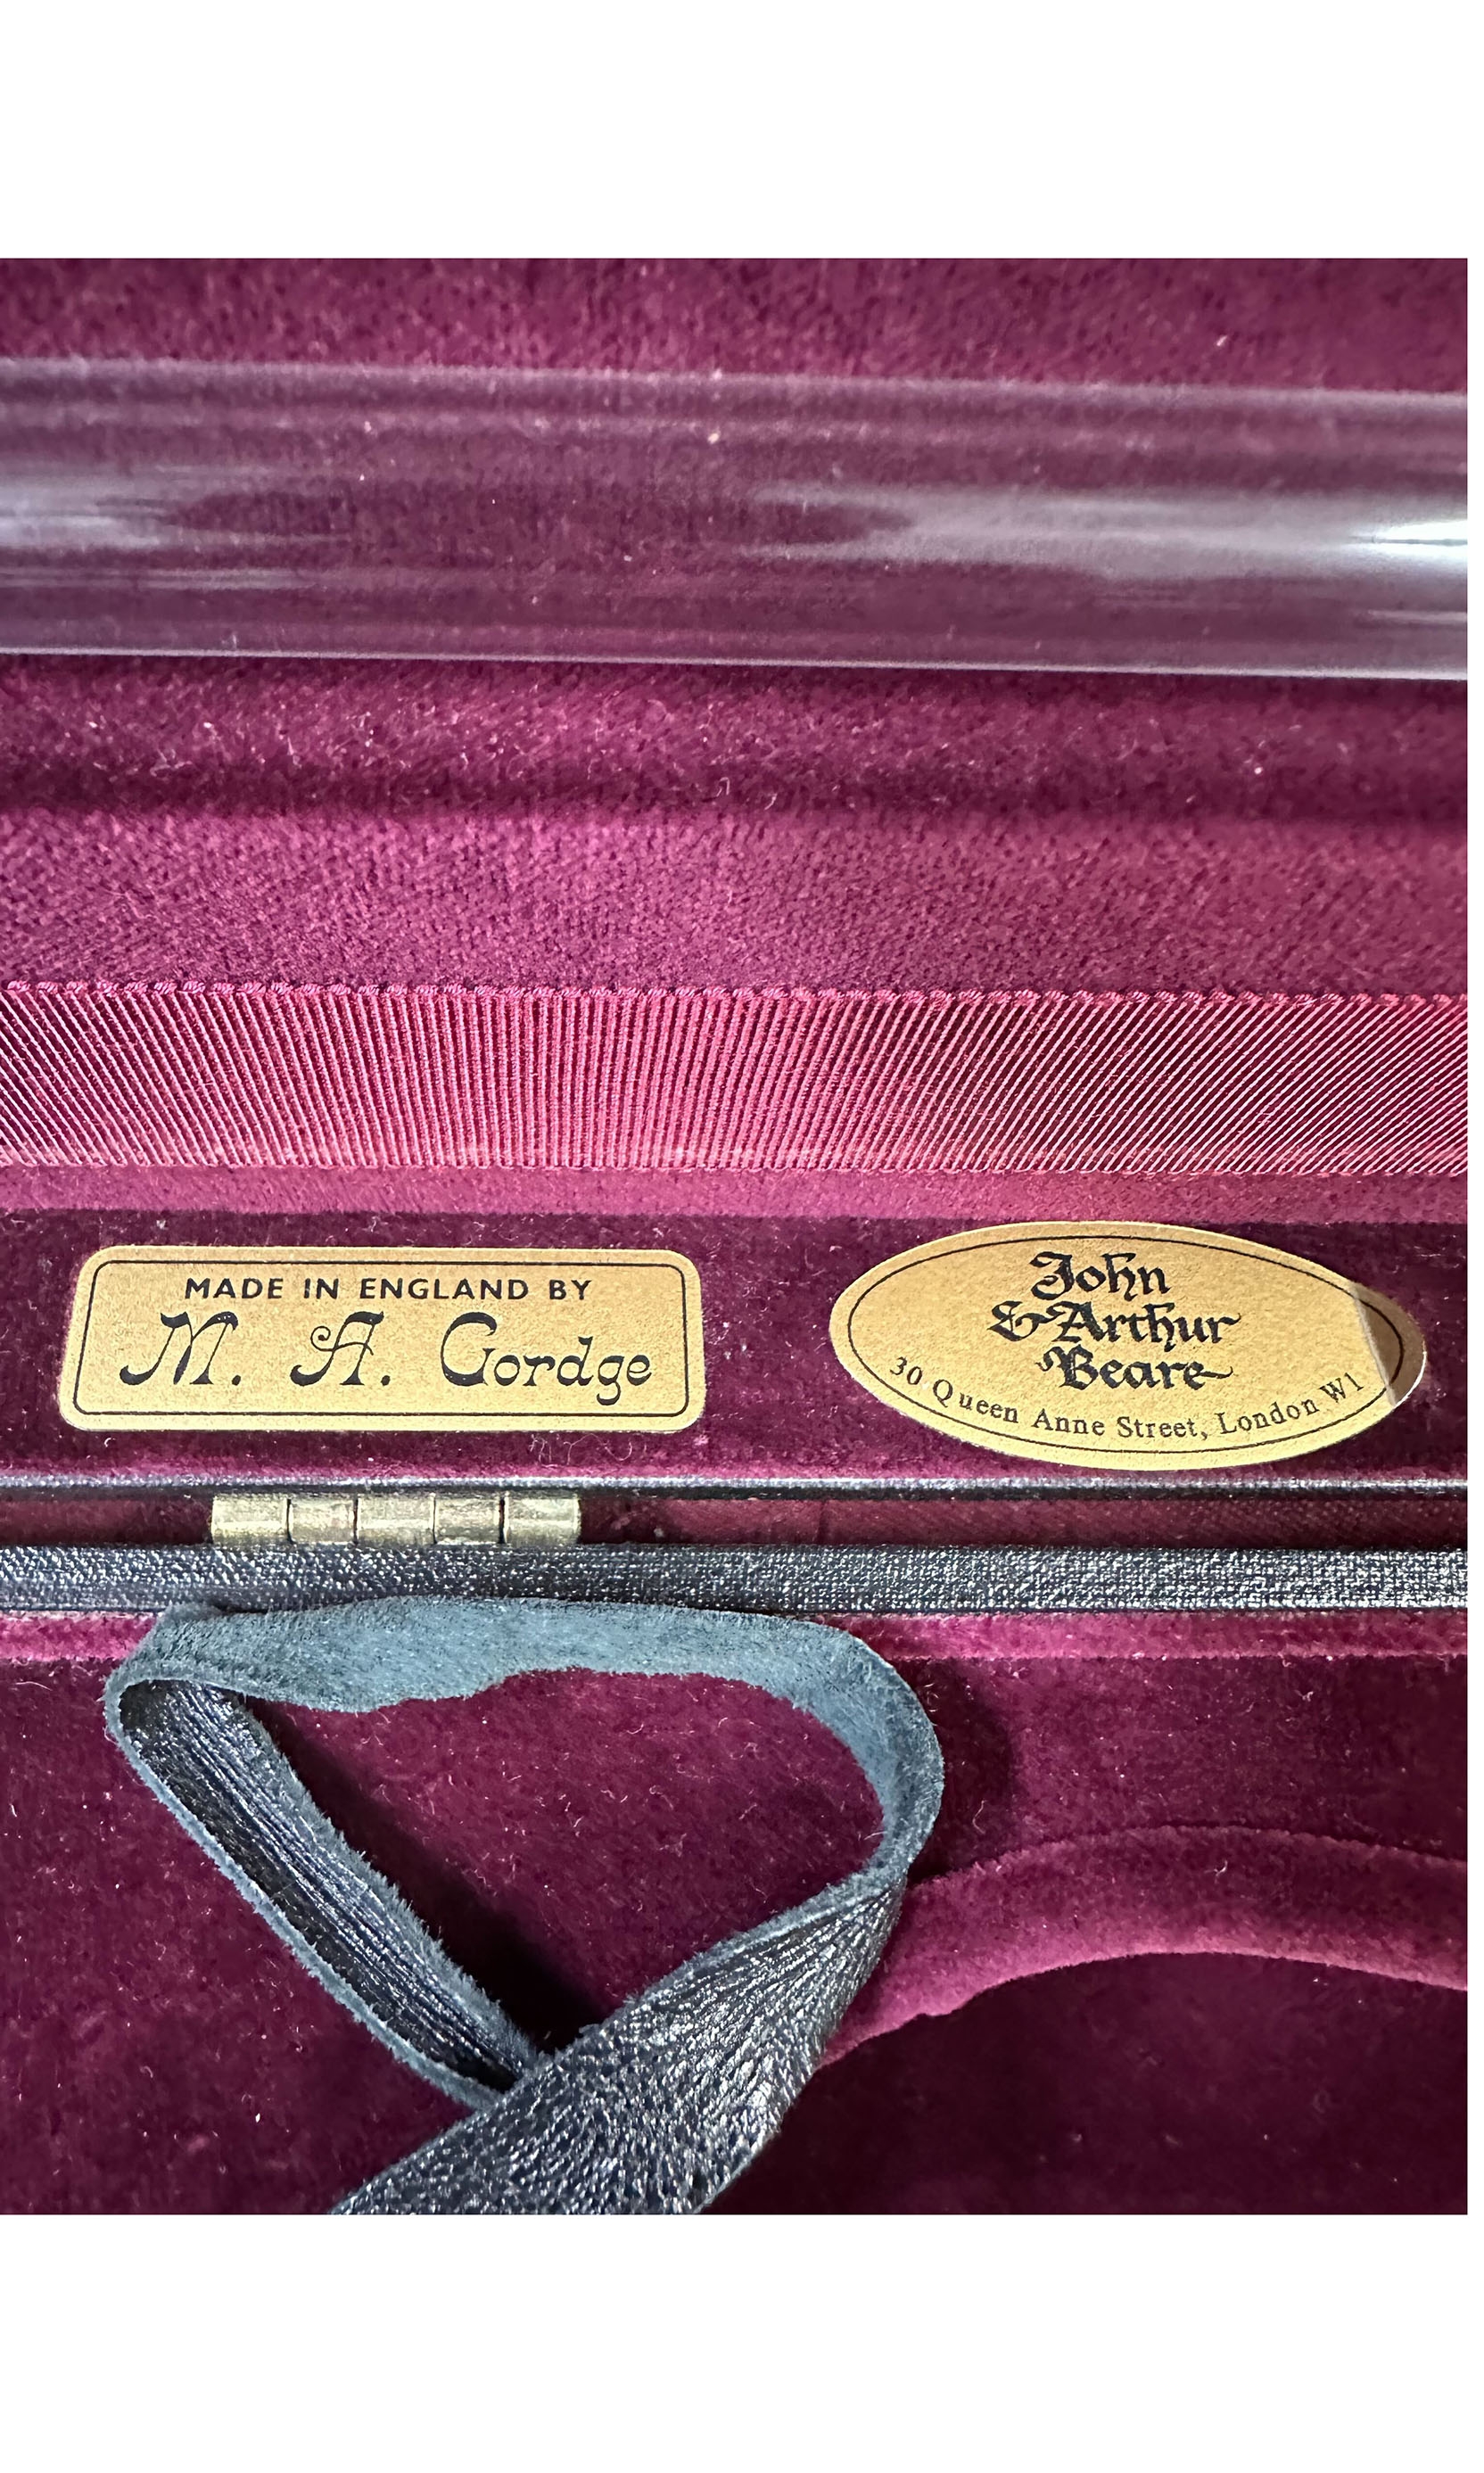 MADE IN ENGLAND BY
M. A. Gordge
John
& Arthur
Beare
30 Queen Anne Street, London W1